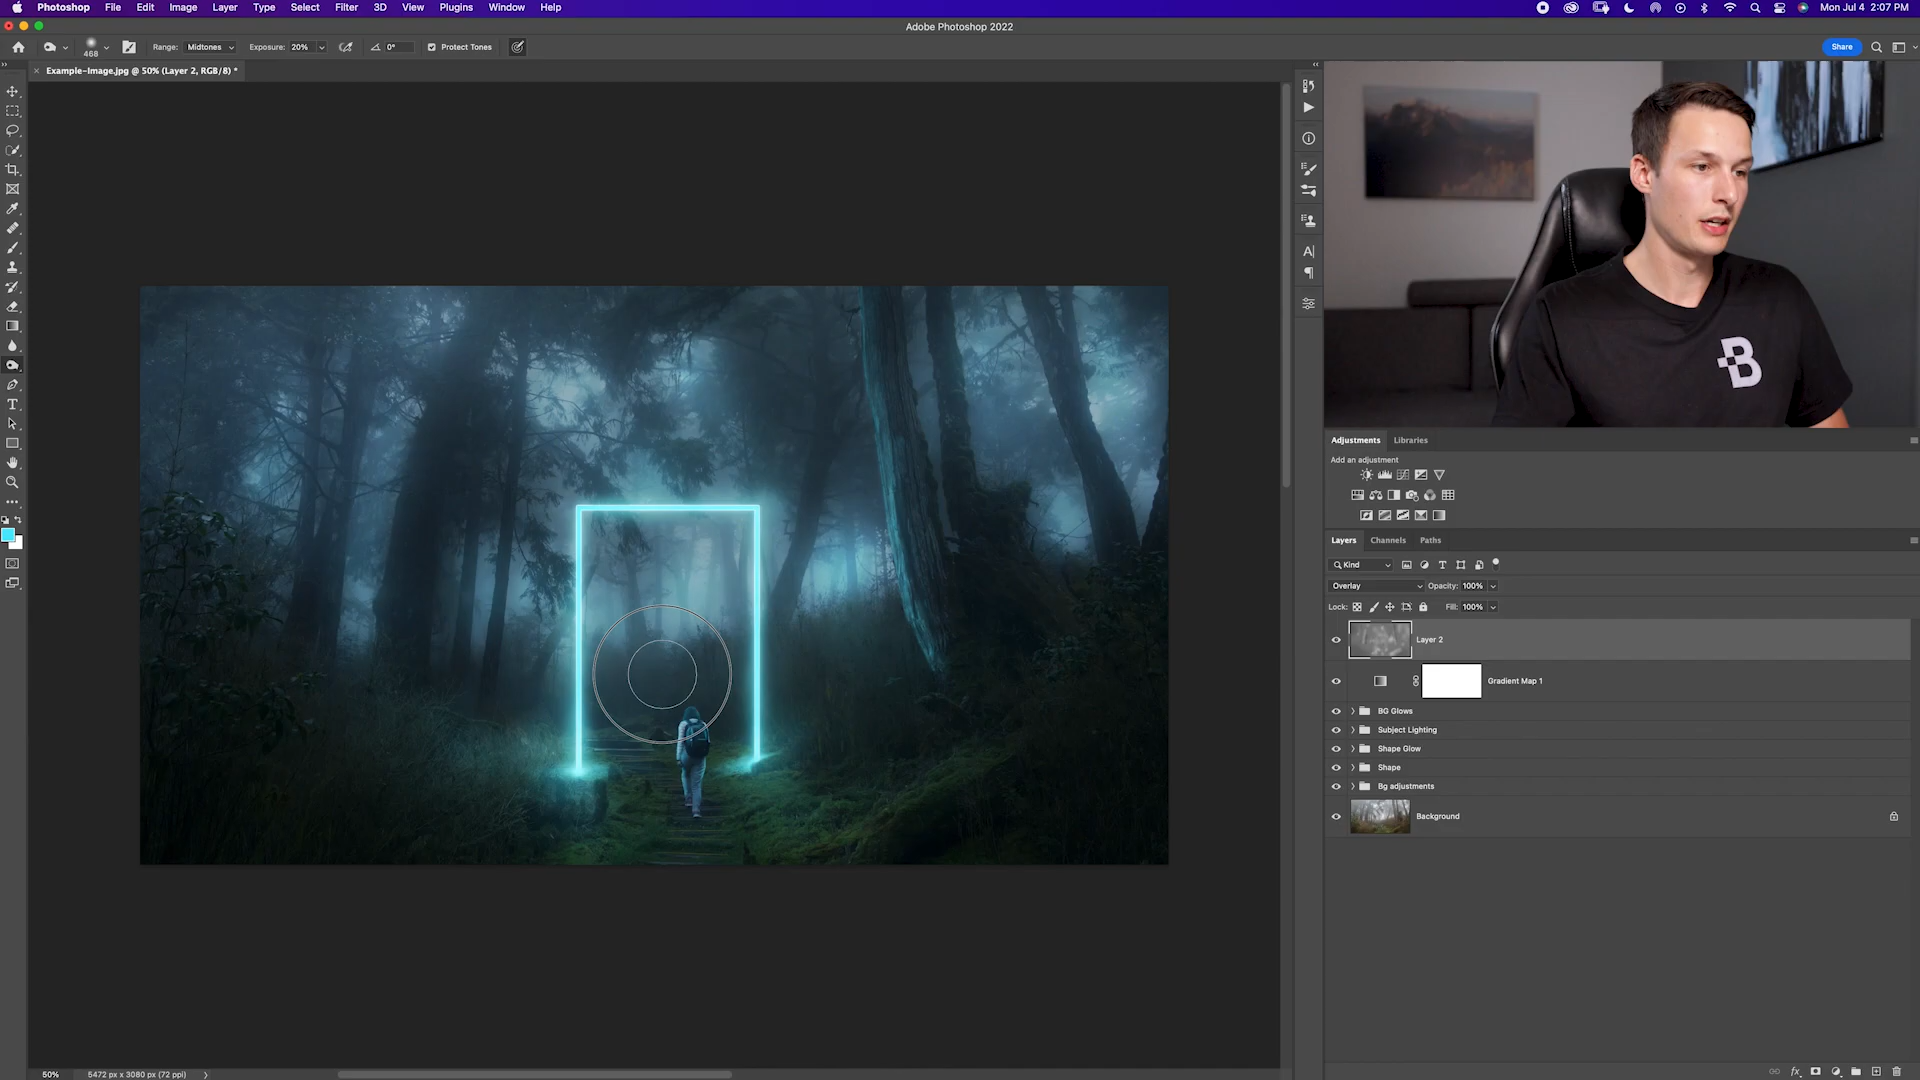 Photoshop File Edit Image Layer Type Select Filter 3D View Plugins Window Help Mon Jul 4 2:07 PM
Adobe Photoshop 2022
468 Range: Midtones Exposure: 20% 0° Protect Tones Share
Example-Image.jpg @ 50% (Layer 2, RGB/8) *
B
Adjustments Libraries
Add an adjustment
Layers Channels Paths
Kind
Overlay Opacity: 100%
Lock: Fill: 100%
Layer 2
Gradient Map 1
BG Glows
Subject Lighting
Shape Glow
Shape
Bg adjustments
Background
50% 5472 px x 3080 px (72 ppi)